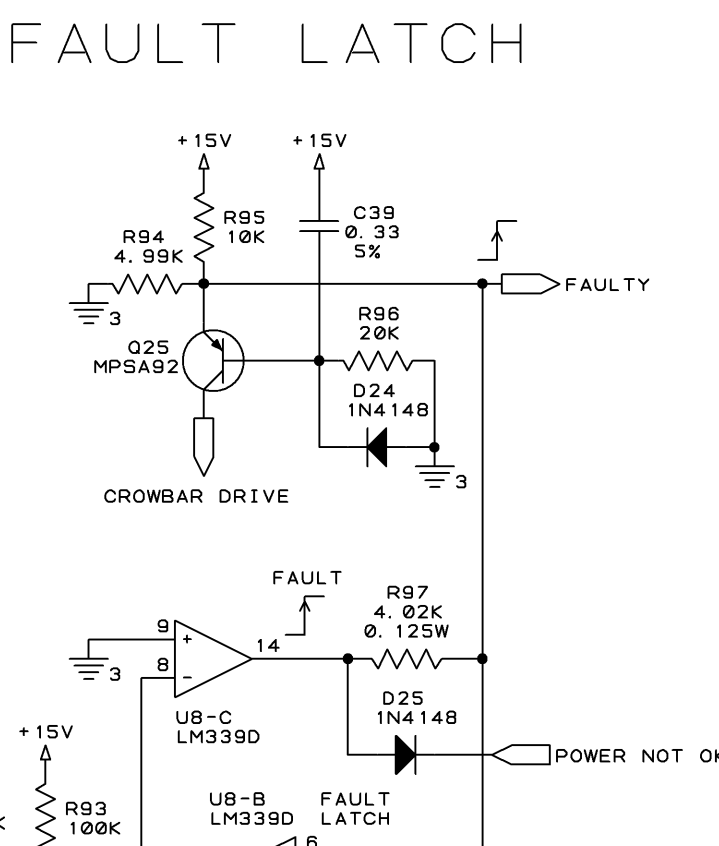 FAULT LATCH
+15V
+15V
R95
10K
C39
0.33
5%
R94
4.99K
3
FAULTY
R96
20K
Q25
MPSA92
D24
1N4148
3
CROWBAR DRIVE
FAULT
R97
4.02K
0.125W
9
+
14
3
8
-
U8-C
LM339D
D25
1N4148
+15V
POWER NOT OK
R93
100K
K
U8-B
LM339D
FAULT
LATCH
6